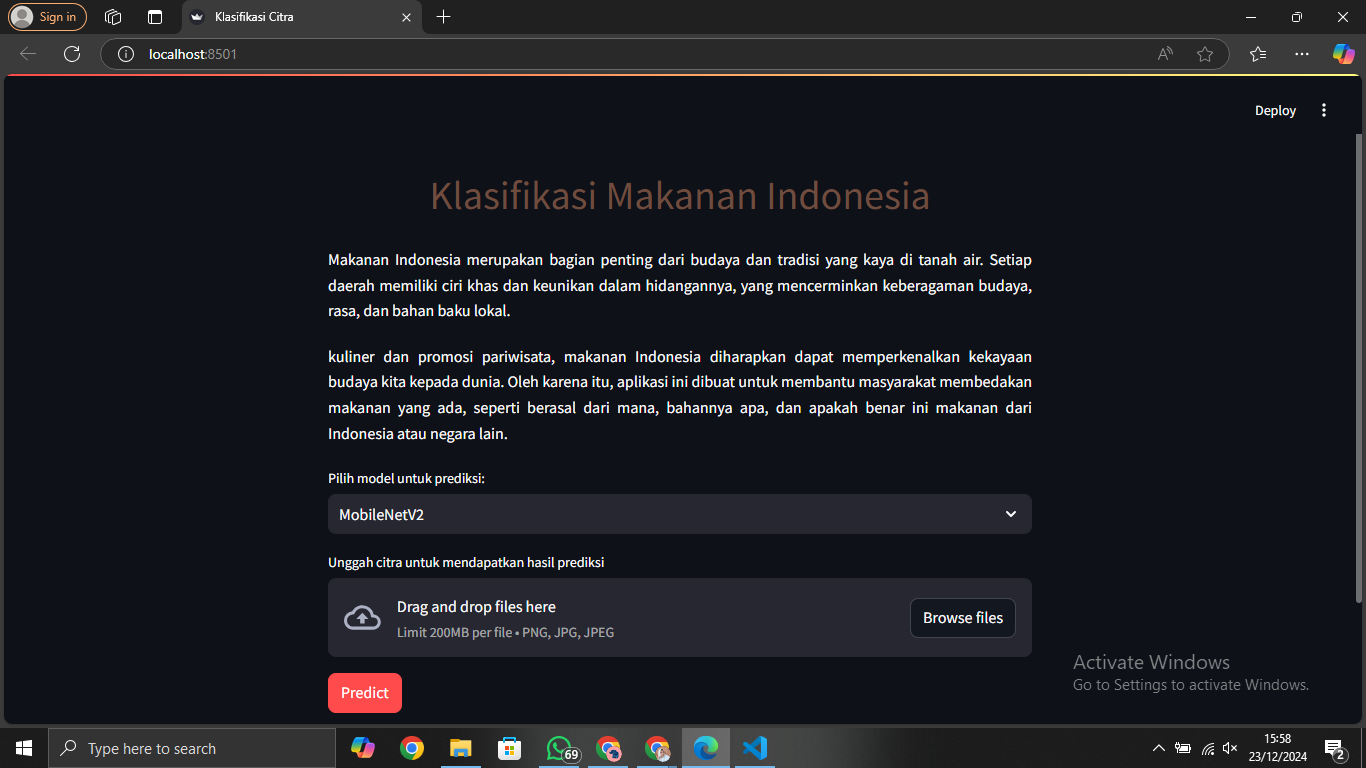 Sign in
Klasifikasi Citra
localhost:8501
Deploy
Klasifikasi Makanan Indonesia
Makanan Indonesia merupakan bagian penting dari budaya dan tradisi yang kaya di tanah air. Setiap
daerah memiliki ciri khas dan keunikan dalam hidangannya, yang mencerminkan keberagaman budaya,
rasa, dan bahan baku lokal.
kuliner dan promosi pariwisata, makanan Indonesia diharapkan dapat memperkenalkan kekayaan
budaya kita kepada dunia. Oleh karena itu, aplikasi ini dibuat untuk membantu masyarakat membedakan
makanan yang ada, seperti berasal dari mana, bahannya apa, dan apakah benar ini makanan dari
Indonesia atau negara lain.
Pilih model untuk prediksi:
MobileNetV2
Unggah citra untuk mendapatkan hasil prediksi
Drag and drop files here
Limit 200MB per file • PNG, JPG, JPEG
Browse files
Predict
Activate Windows
Go to Settings to activate Windows.
Type here to search
69
15:58
23/12/2024
2